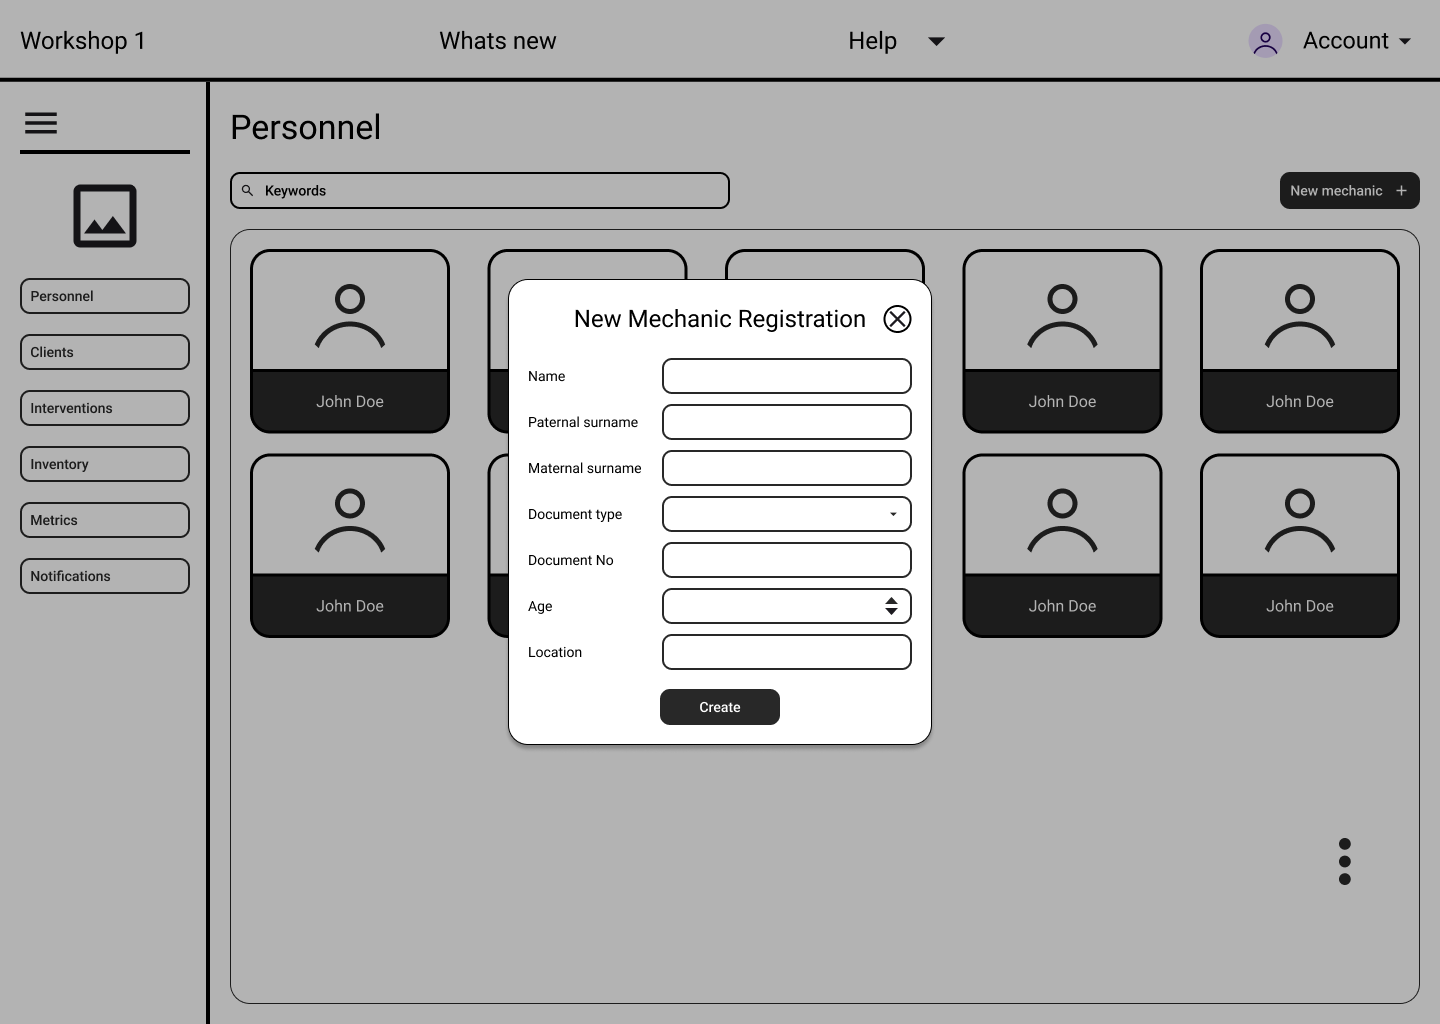 Workshop 1
Whats new
Help
Account
Personnel
Keywords
New mechanic
Personnel
Clients
Interventions
Inventory
Metrics
Notifications
John Doe
John Doe
John Doe
John Doe
John Doe
John Doe
New Mechanic Registration
Name
Paternal surname
Maternal surname
Document type
Document No
Age
Location
Create